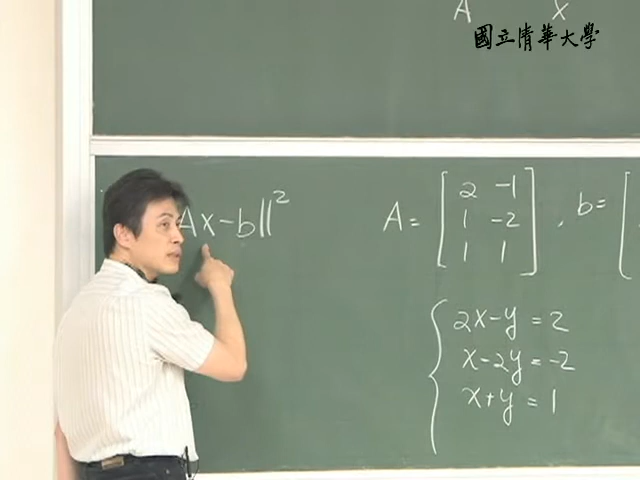 A x
國立清華大學
Ax-b||²
A = [ 2 -1
1 -2
1 1 ] , b = [
{ 2x-y = 2
x-2y = -2
x+y = 1